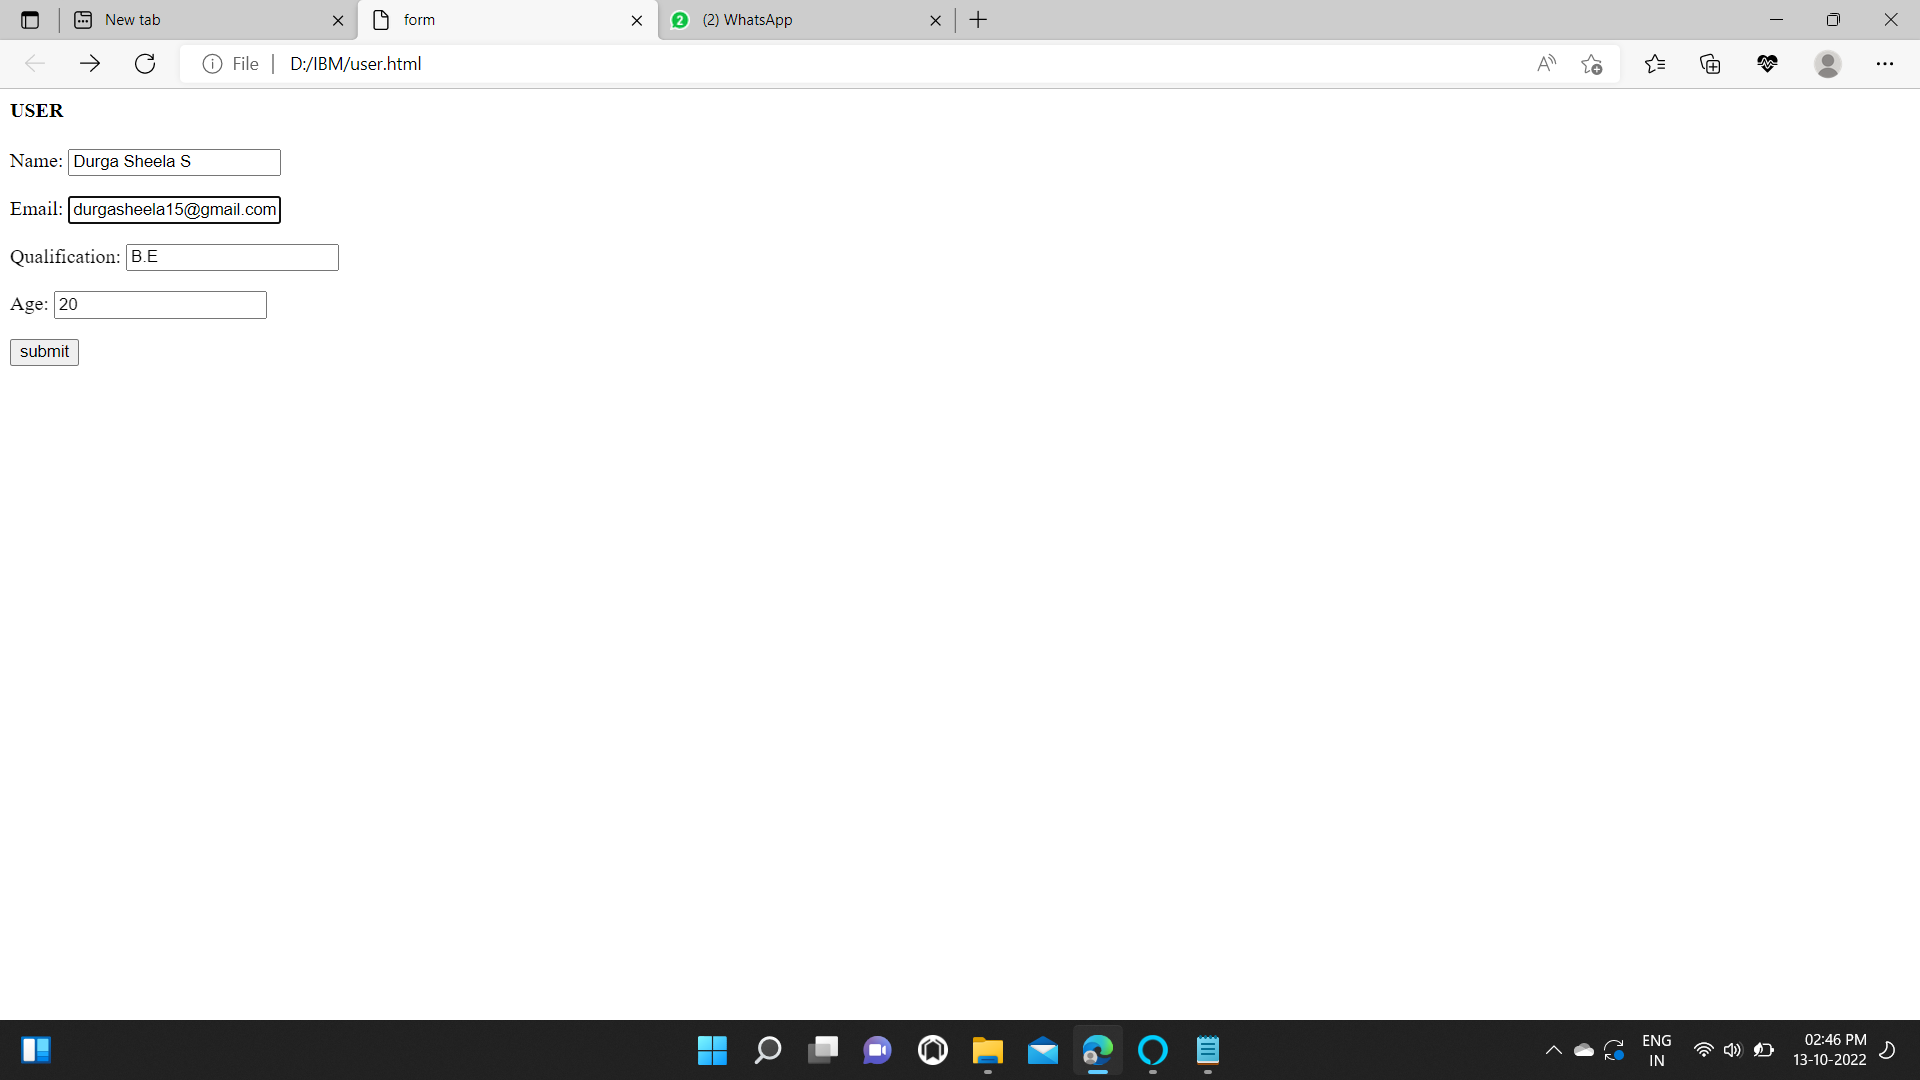 New tab
form
2
(2) WhatsApp
File
D:/IBM/user.html
USER
Name: Durga Sheela S
Email: durgasheela15@gmail.com
Qualification: B.E
Age: 20
submit
ENG
IN
02:46 PM
13-10-2022